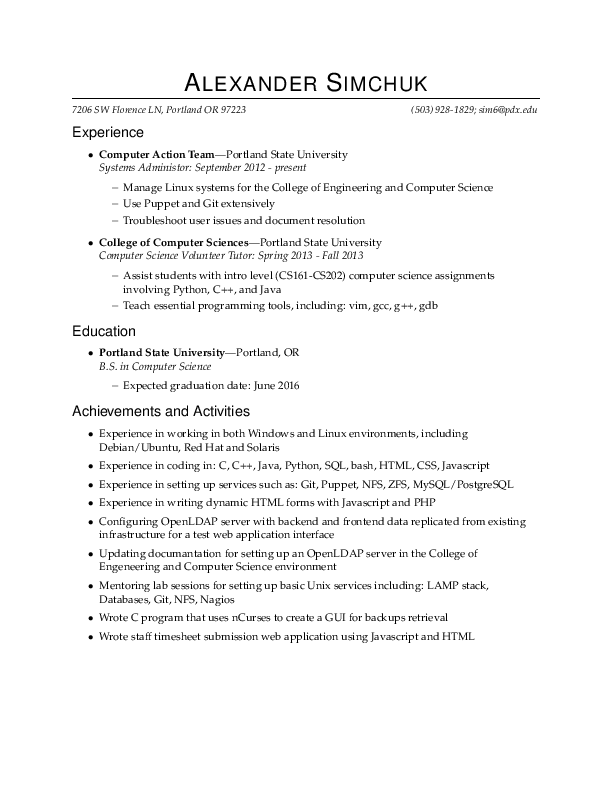 ALEXANDER SIMCHUK
7206 SW Florence LN, Portland OR 97223 (503) 928-1829; sim6@pdx.edu
Experience
• Computer Action Team—Portland State University
Systems Administor: September 2012 - present
– Manage Linux systems for the College of Engineering and Computer Science
– Use Puppet and Git extensively
– Troubleshoot user issues and document resolution
• College of Computer Sciences—Portland State University
Computer Science Volunteer Tutor: Spring 2013 - Fall 2013
– Assist students with intro level (CS161-CS202) computer science assignments
involving Python, C++, and Java
– Teach essential programming tools, including: vim, gcc, g++, gdb
Education
• Portland State University—Portland, OR
B.S. in Computer Science
– Expected graduation date: June 2016
Achievements and Activities
• Experience in working in both Windows and Linux environments, including
Debian/Ubuntu, Red Hat and Solaris
• Experience in coding in: C, C++, Java, Python, SQL, bash, HTML, CSS, Javascript
• Experience in setting up services such as: Git, Puppet, NFS, ZFS, MySQL/PostgreSQL
• Experience in writing dynamic HTML forms with Javascript and PHP
• Configuring OpenLDAP server with backend and frontend data replicated from existing
infrastructure for a test web application interface
• Updating documantation for setting up an OpenLDAP server in the College of
Engeneering and Computer Science environment
• Mentoring lab sessions for setting up basic Unix services including: LAMP stack,
Databases, Git, NFS, Nagios
• Wrote C program that uses nCurses to create a GUI for backups retrieval
• Wrote staff timesheet submission web application using Javascript and HTML